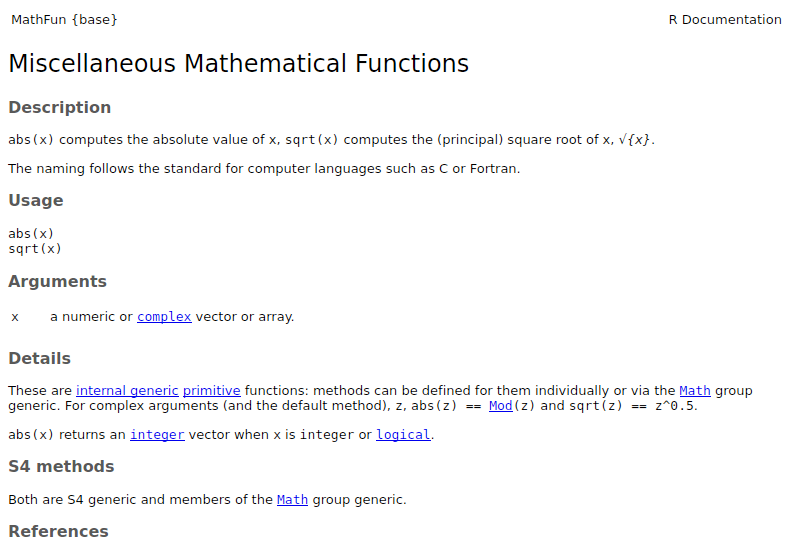 MathFun {base} R Documentation
Miscellaneous Mathematical Functions
Description
abs(x) computes the absolute value of x, sqrt(x) computes the (principal) square root of x, √{x}.
The naming follows the standard for computer languages such as C or Fortran.
Usage
abs(x)
sqrt(x)
Arguments
x a numeric or complex vector or array.
Details
These are internal generic primitive functions: methods can be defined for them individually or via the Math group
generic. For complex arguments (and the default method), z, abs(z) == Mod(z) and sqrt(z) == z^0.5.
abs(x) returns an integer vector when x is integer or logical.
S4 methods
Both are S4 generic and members of the Math group generic.
References